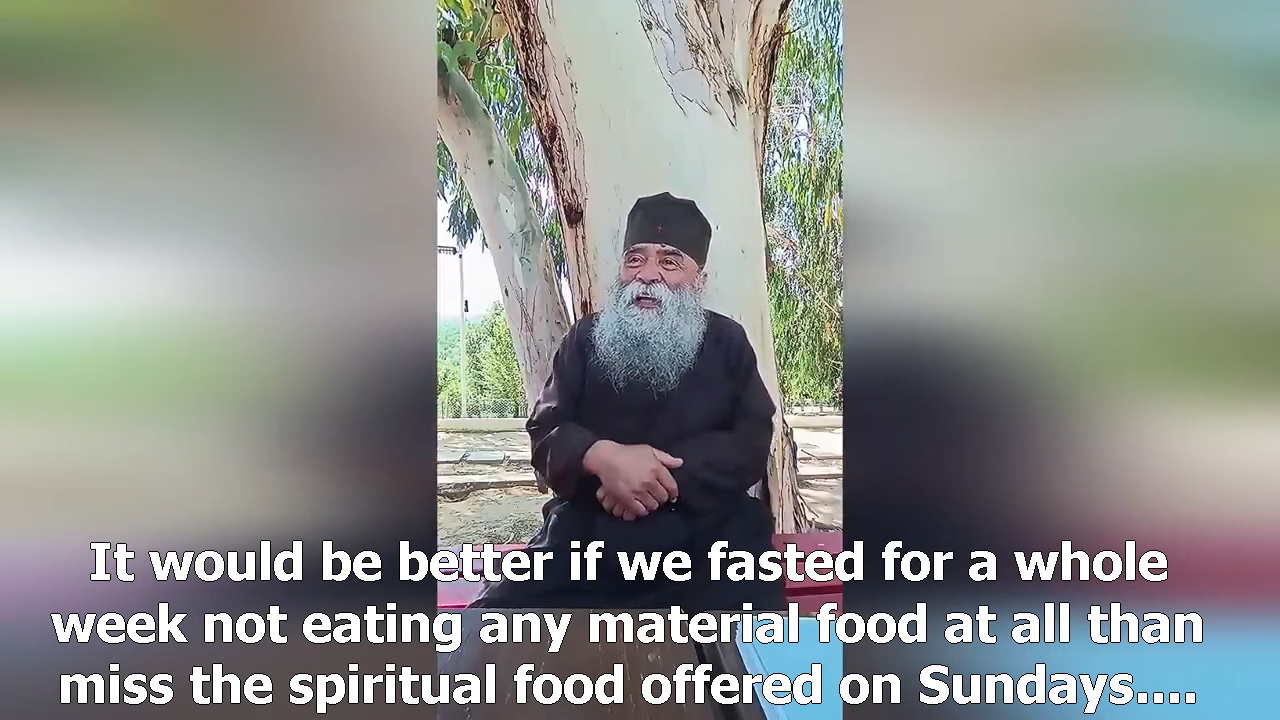 It would be better if we fasted for a whole
week not eating any material food at all than
miss the spiritual food offered on Sundays....